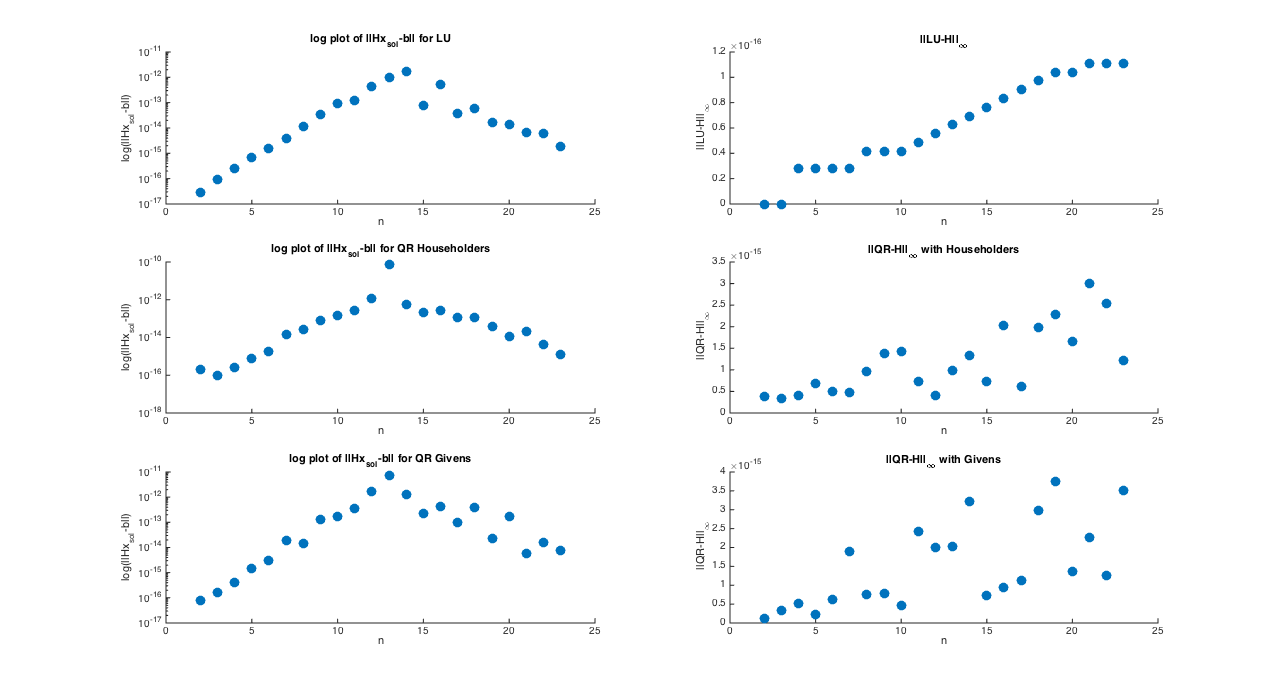 log plot of ||Hx_sol-b|| for LU
10^-11
10^-12
10^-13
10^-14
10^-15
10^-16
10^-17
log(||Hx_sol-b||)
0 5 10 15 20 25
n
||LU-H||_∞
×10^-16
1.2
1
0.8
0.6
0.4
0.2
0
||LU-H||_∞
0 5 10 15 20 25
n
log plot of ||Hx_sol-b|| for QR Householders
10^-10
10^-12
10^-14
10^-16
10^-18
log(||Hx_sol-b||)
0 5 10 15 20 25
n
||QR-H||_∞ with Householders
×10^-15
3.5
3
2.5
2
1.5
1
0.5
0
||QR-H||_∞
0 5 10 15 20 25
n
log plot of ||Hx_sol-b|| for QR Givens
10^-11
10^-12
10^-13
10^-14
10^-15
10^-16
10^-17
log(||Hx_sol-b||)
0 5 10 15 20 25
n
||QR-H||_∞ with Givens
×10^-15
4
3.5
3
2.5
2
1.5
1
0.5
0
||QR-H||_∞
0 5 10 15 20 25
n